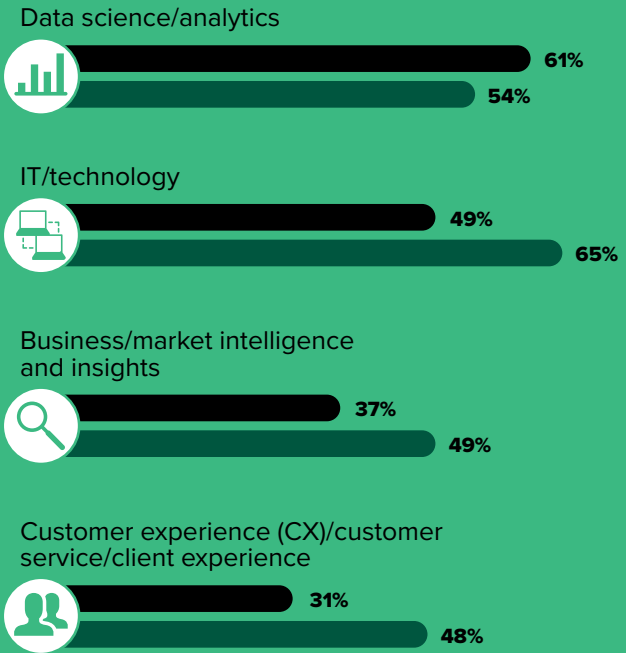 Data science/analytics
61%
54%
IT/technology
49%
65%
Business/market intelligence
and insights
37%
49%
Customer experience (CX)/customer
service/client experience
31%
48%